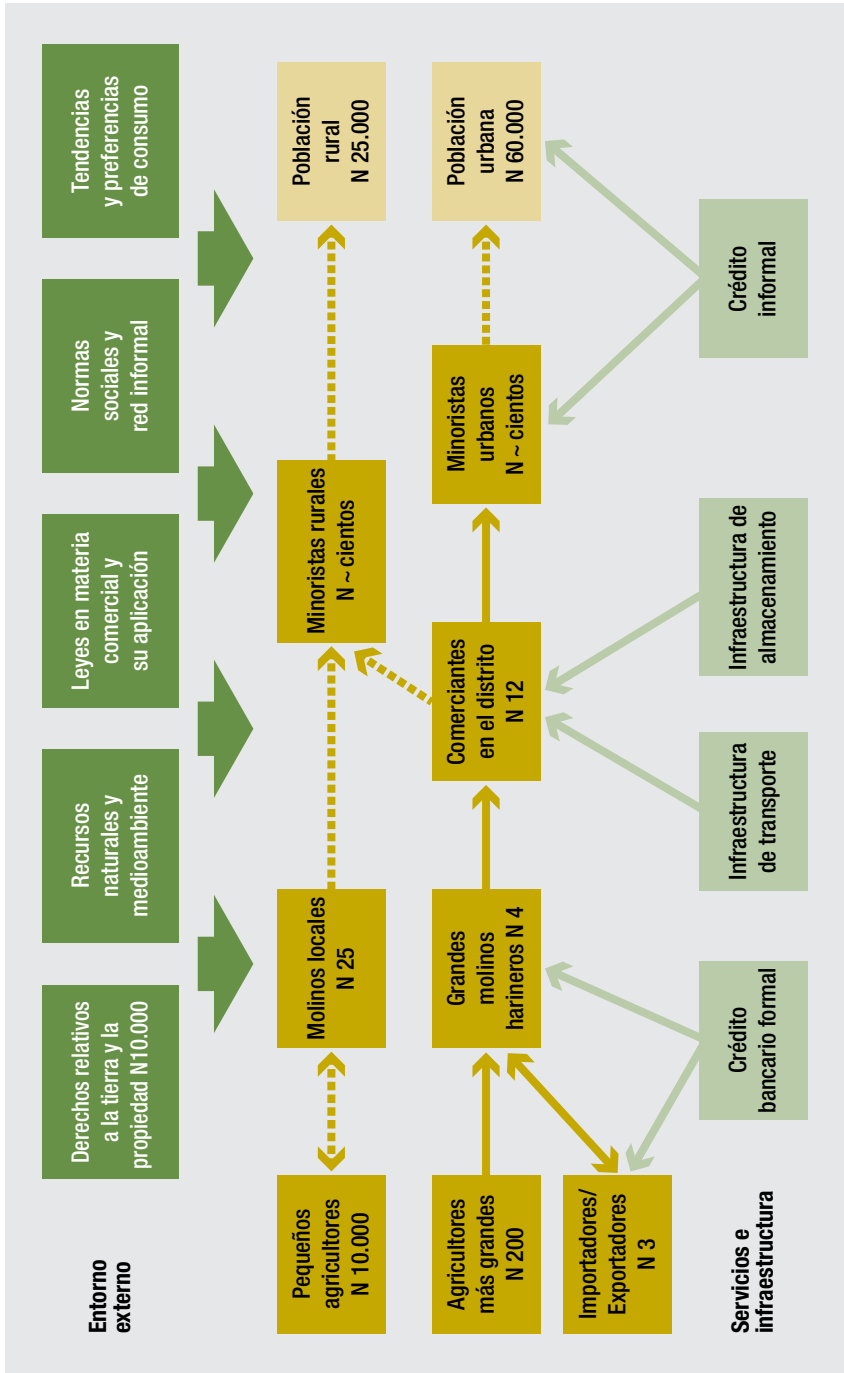 Entorno
externo
Derechos relativos
a la tierra y la
propiedad N10.000
Recursos
naturales y
medioambiente
Leyes en materia
comercial y
su aplicación
Normas
sociales y
red informal
Tendencias
y preferencias
de consumo
Pequeños
agricultores
N 10.000
Molinos locales
N 25
Minoristas rurales
N ~ cientos
Población
rural
N 25.000
Agricultores
más grandes
N 200
Grandes
molinos
harineros N 4
Comerciantes
en el distrito
N 12
Minoristas
urbanos
N ~ cientos
Población
urbana
N 60.000
Importadores/
Exportadores
N 3
Servicios e
infraestructura
Crédito
bancario formal
Infraestructura
de transporte
Infraestructura de
almacenamiento
Crédito
informal